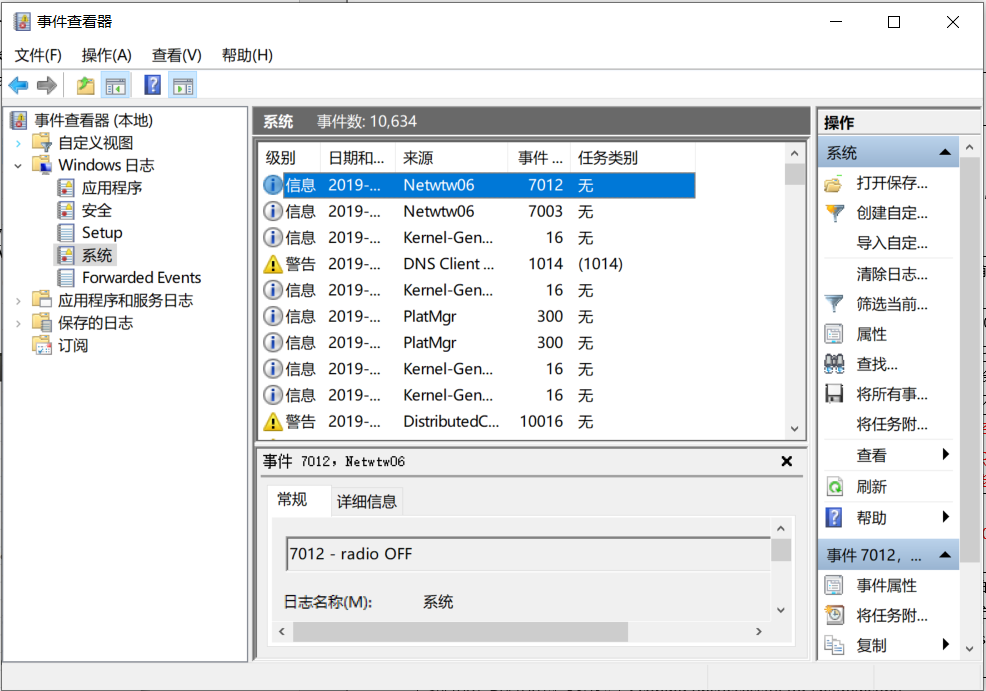 事件查看器
文件(F) 操作(A) 查看(V) 帮助(H)
事件查看器 (本地)
自定义视图
Windows 日志
应用程序
安全
Setup
系统
Forwarded Events
应用程序和服务日志
保存的日志
订阅
系统 事件数: 10,634
级别 日期和... 来源 事件 ... 任务类别
信息 2019-... Netwtw06 7012 无
信息 2019-... Netwtw06 7003 无
信息 2019-... Kernel-Gen... 16 无
警告 2019-... DNS Client ... 1014 (1014)
信息 2019-... Kernel-Gen... 16 无
信息 2019-... PlatMgr 300 无
信息 2019-... PlatMgr 300 无
信息 2019-... Kernel-Gen... 16 无
信息 2019-... Kernel-Gen... 16 无
警告 2019-... DistributedC... 10016 无
事件 7012，Netwtw06
常规 详细信息
7012 - radio OFF
日志名称(M): 系统
操作
系统
打开保存...
创建自定...
导入自定...
清除日志...
筛选当前...
属性
查找...
将所有事...
将任务附...
查看
刷新
帮助
事件 7012，...
事件属性
将任务附...
复制